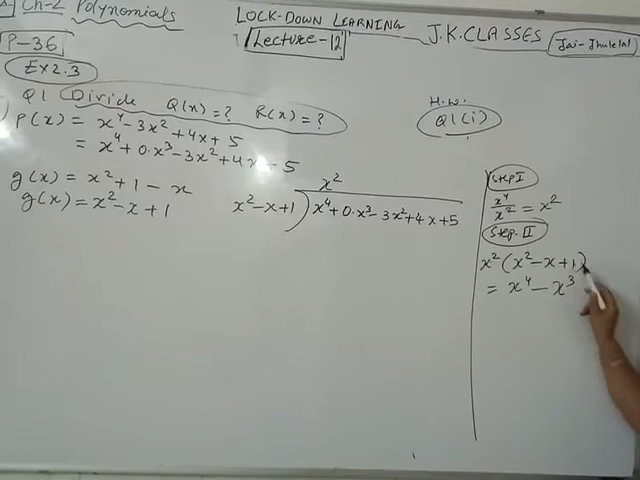 Ch-2 Polynomials
LOCK-DOWN LEARNING
Lecture-12
J.K.CLASSES
Jai-Jhulelal
P-36
Ex2.3
Q1 Divide Q(x)=? R(x)=?
P(x) = x⁴-3x²+4x+5
= x⁴+0·x³-3x²+4x-5
g(x) = x²+1-x
g(x) = x²-x+1
x²
x²-x+1) x⁴+0·x³-3x²+4x+5
H.W.
Q1(i)
Step I
x⁴/x² = x²
Step. II
x²(x²-x+1)
= x⁴-x³